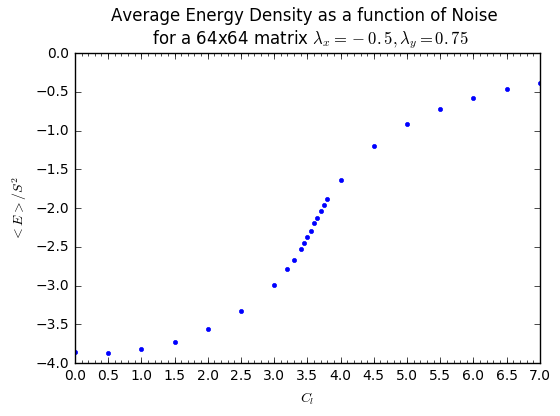 Average Energy Density as a function of Noise
for a 64x64 matrix λx = −0.5, λy = 0.75
0.0
−0.5
−1.0
−1.5
−2.0
−2.5
−3.0
−3.5
−4.0
<E>/S²
0.0 0.5 1.0 1.5 2.0 2.5 3.0 3.5 4.0 4.5 5.0 5.5 6.0 6.5 7.0
Cl